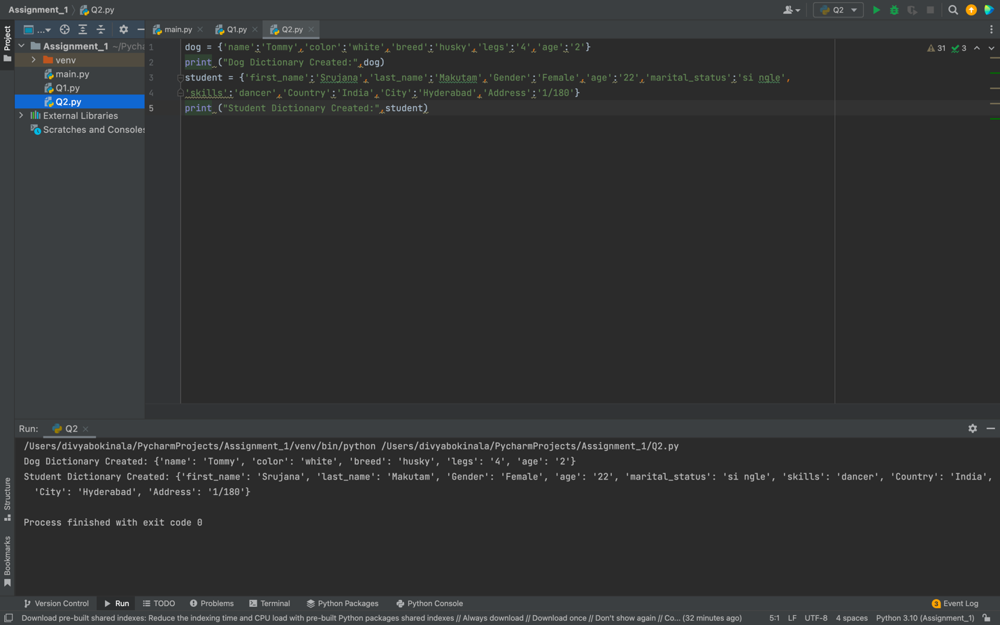 Assignment_1 Q2.py
Q2
Project
...
main.py Q1.py Q2.py
Assignment_1 ~/Pycha
venv
main.py
Q1.py
Q2.py
External Libraries
Scratches and Consoles
31 3
1 dog = {'name':'Tommy','color':'white','breed':'husky','legs':'4','age':'2'}
2 print ("Dog Dictionary Created:",dog)
3 student = {'first_name':'Srujana','last_name':'Makutam','Gender':'Female','age':'22','marital_status':'si ngle',
4 'skills':'dancer','Country':'India','City':'Hyderabad','Address':'1/180'}
5 print ("Student Dictionary Created:",student)
Run: Q2
/Users/divyabokinala/PycharmProjects/Assignment_1/venv/bin/python /Users/divyabokinala/PycharmProjects/Assignment_1/Q2.py
Dog Dictionary Created: {'name': 'Tommy', 'color': 'white', 'breed': 'husky', 'legs': '4', 'age': '2'}
Student Dictionary Created: {'first_name': 'Srujana', 'last_name': 'Makutam', 'Gender': 'Female', 'age': '22', 'marital_status': 'si ngle', 'skills': 'dancer', 'Country': 'India',
'City': 'Hyderabad', 'Address': '1/180'}
Process finished with exit code 0
Structure
Bookmarks
Version Control Run TODO Problems Terminal Python Packages Python Console 3 Event Log
Download pre-built shared indexes: Reduce the indexing time and CPU load with pre-built Python packages shared indexes // Always download // Download once // Don't show again // Co... (32 minutes ago) 5:1 LF UTF-8 4 spaces Python 3.10 (Assignment_1)